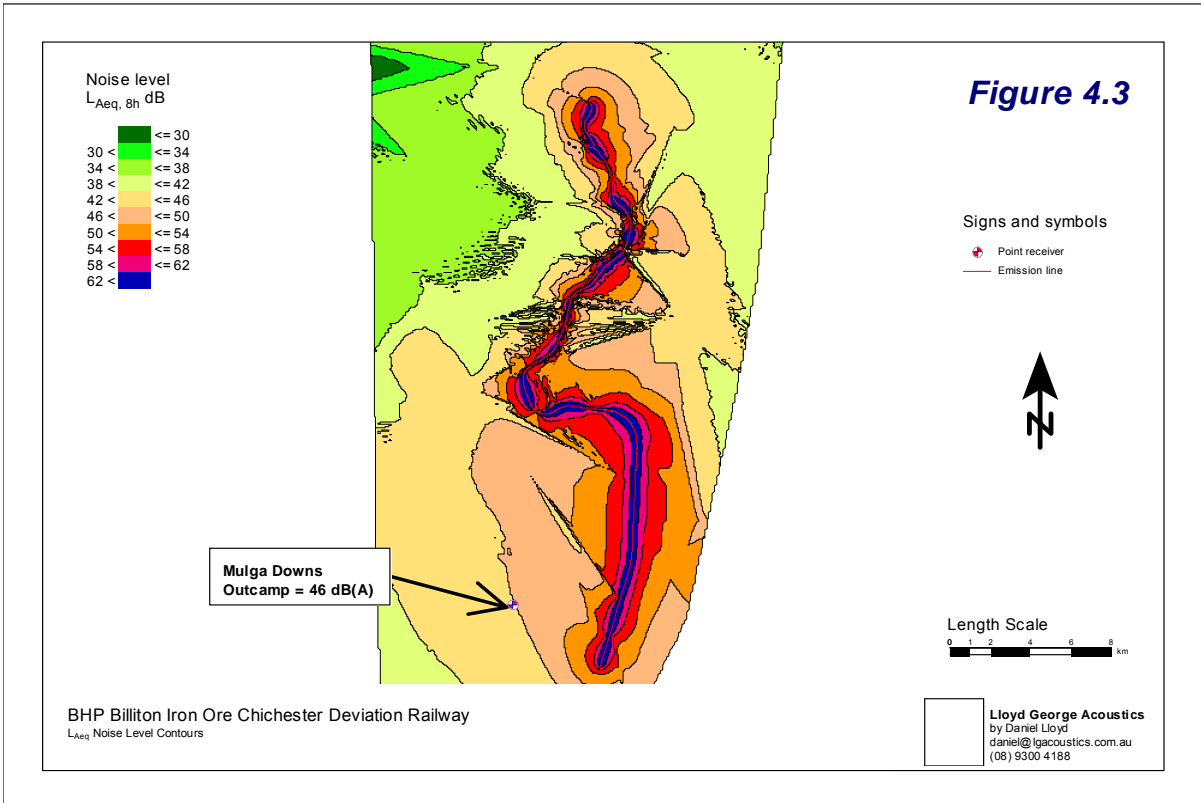 Figure 4.3
Noise level
LAeq, 8h dB
<= 30
30 < <= 34
34 < <= 38
38 < <= 42
42 < <= 46
46 < <= 50
50 < <= 54
54 < <= 58
58 < <= 62
62 <
Signs and symbols
Point receiver
Emission line
N
Mulga Downs
Outcamp = 46 dB(A)
Length Scale
0 1 2 4 6 8
km
BHP Billiton Iron Ore Chichester Deviation Railway
LAeq Noise Level Contours
Lloyd George Acoustics
by Daniel Lloyd
daniel@lgacoustics.com.au
(08) 9300 4188